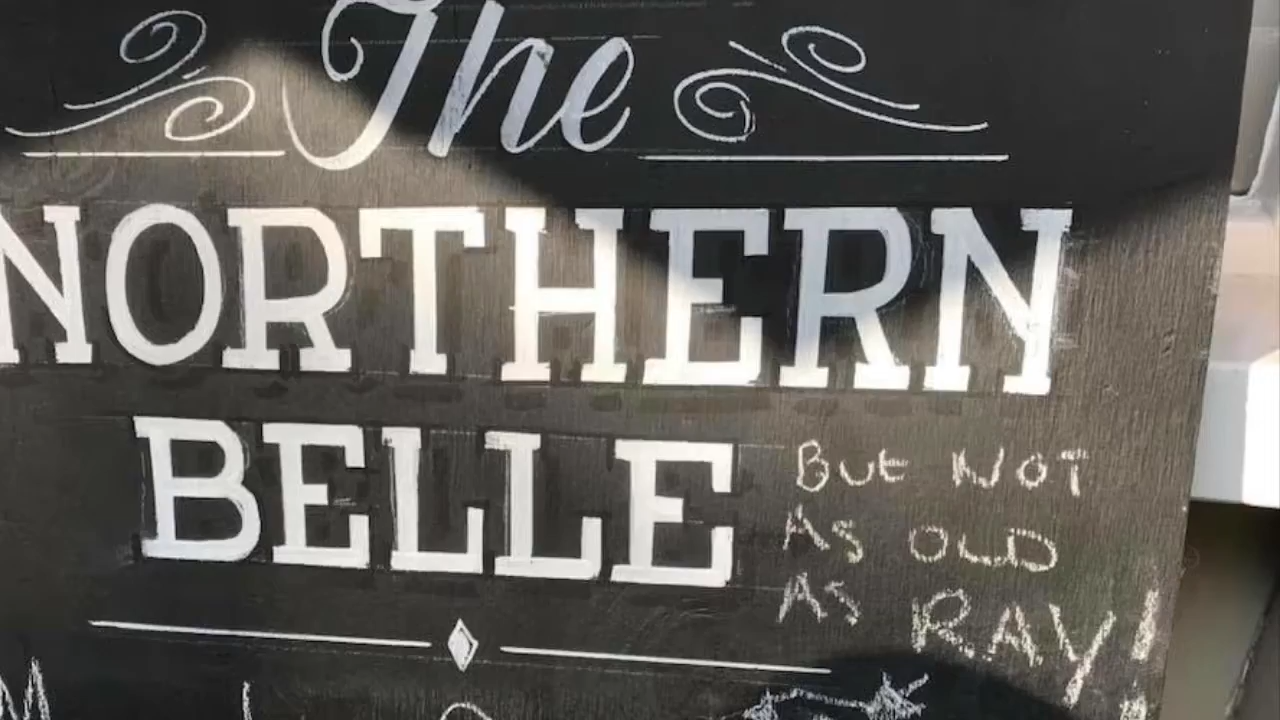 The
NORTHERN
BELLE
But NOT
AS OLD
AS RAY!